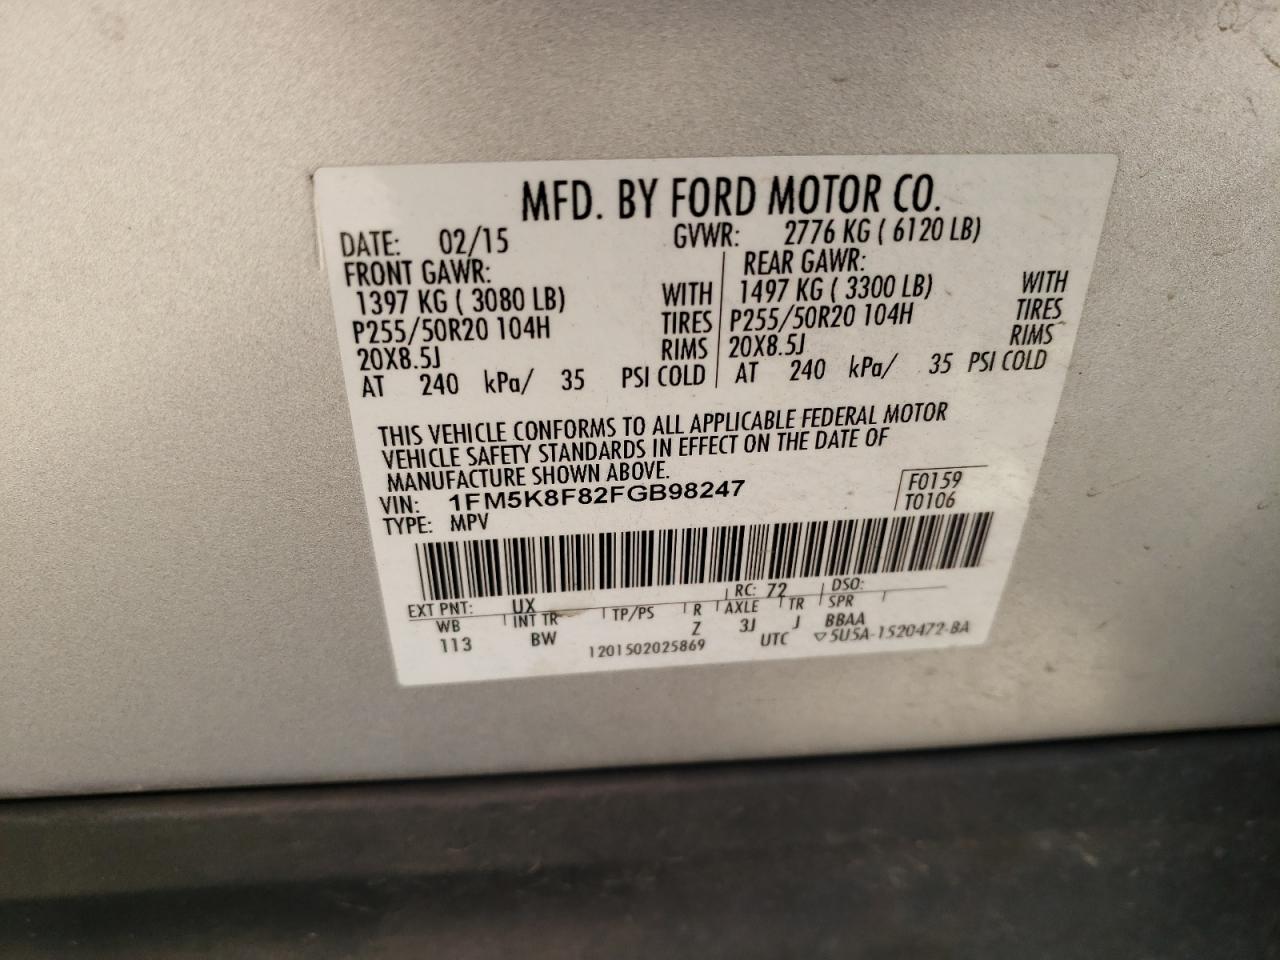 MFD. BY FORD MOTOR CO.
DATE: 02/15 GVWR: 2776 KG ( 6120 LB)
FRONT GAWR: REAR GAWR:
1397 KG ( 3080 LB) WITH 1497 KG ( 3300 LB) WITH
P255/50R20 104H TIRES P255/50R20 104H TIRES
20X8.5J RIMS 20X8.5J RIMS
AT 240 kPa/ 35 PSI COLD AT 240 kPa/ 35 PSI COLD
THIS VEHICLE CONFORMS TO ALL APPLICABLE FEDERAL MOTOR
VEHICLE SAFETY STANDARDS IN EFFECT ON THE DATE OF
MANUFACTURE SHOWN ABOVE.
VIN: 1FM5K8F82FGB98247 F0159
TYPE: MPV T0106
EXT PNT: UX RC: 72 DSO:
WB INT TR TP/PS R AXLE TR SPR
113 BW Z 3J J BBAA
1201502025869 UTC ▽5U5A-1520472-BA